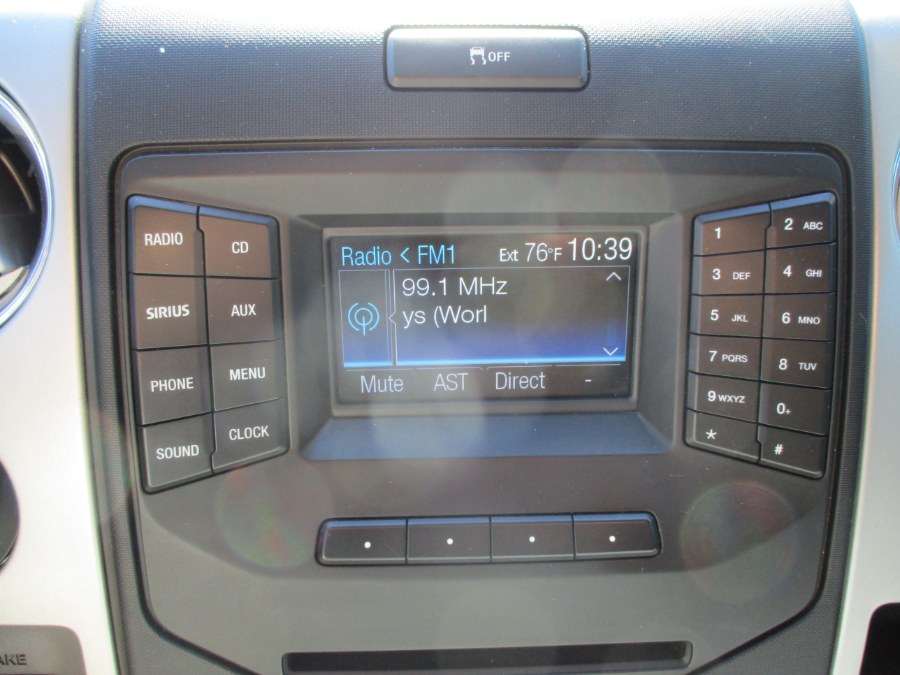 OFF
Radio < FM1 Ext 76°F 10:39
99.1 MHz
ys (Worl
Mute AST Direct -
RADIO CD
SIRIUS AUX
PHONE MENU
SOUND CLOCK
1 2 ABC
3 DEF 4 GHI
5 JKL 6 MNO
7 PQRS 8 TUV
9 WXYZ 0+
* #
AKE